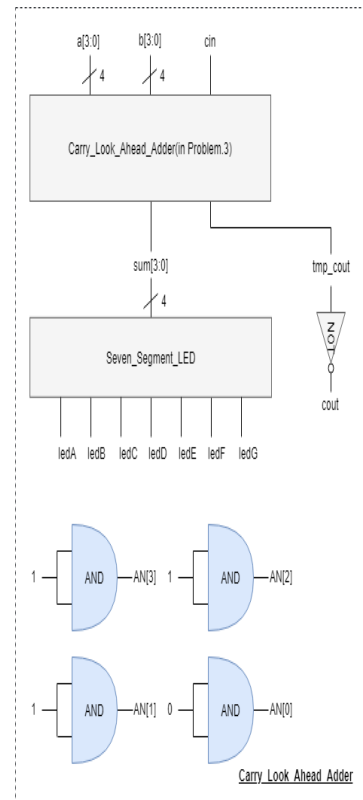 a[3:0] b[3:0] cin
4 4
Carry_Look_Ahead_Adder(in Problem.3)
sum[3:0] tmp_cout
4
NOT
Seven_Segment_LED
cout
ledA ledB ledC ledD ledE ledF ledG
1 AND AN[3] 1 AND AN[2]
1 AND AN[1] 0 AND AN[0]
Carry_Look_Ahead_Adder